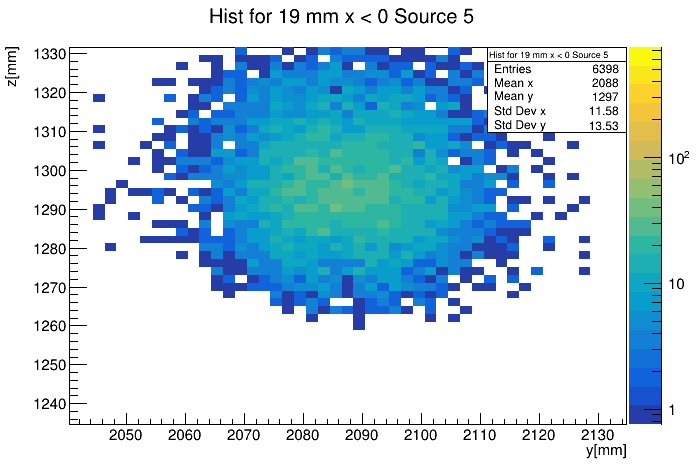 Hist for 19 mm x < 0 Source 5
z[mm]
1330
1320
1310
1300
1290
1280
1270
1260
1250
1240
Hist for 19 mm x < 0 Source 5
Entries 6398
Mean x 2088
Mean y 1297
Std Dev x 11.58
Std Dev y 13.53
10²
10
1
2050 2060 2070 2080 2090 2100 2110 2120 2130
y[mm]